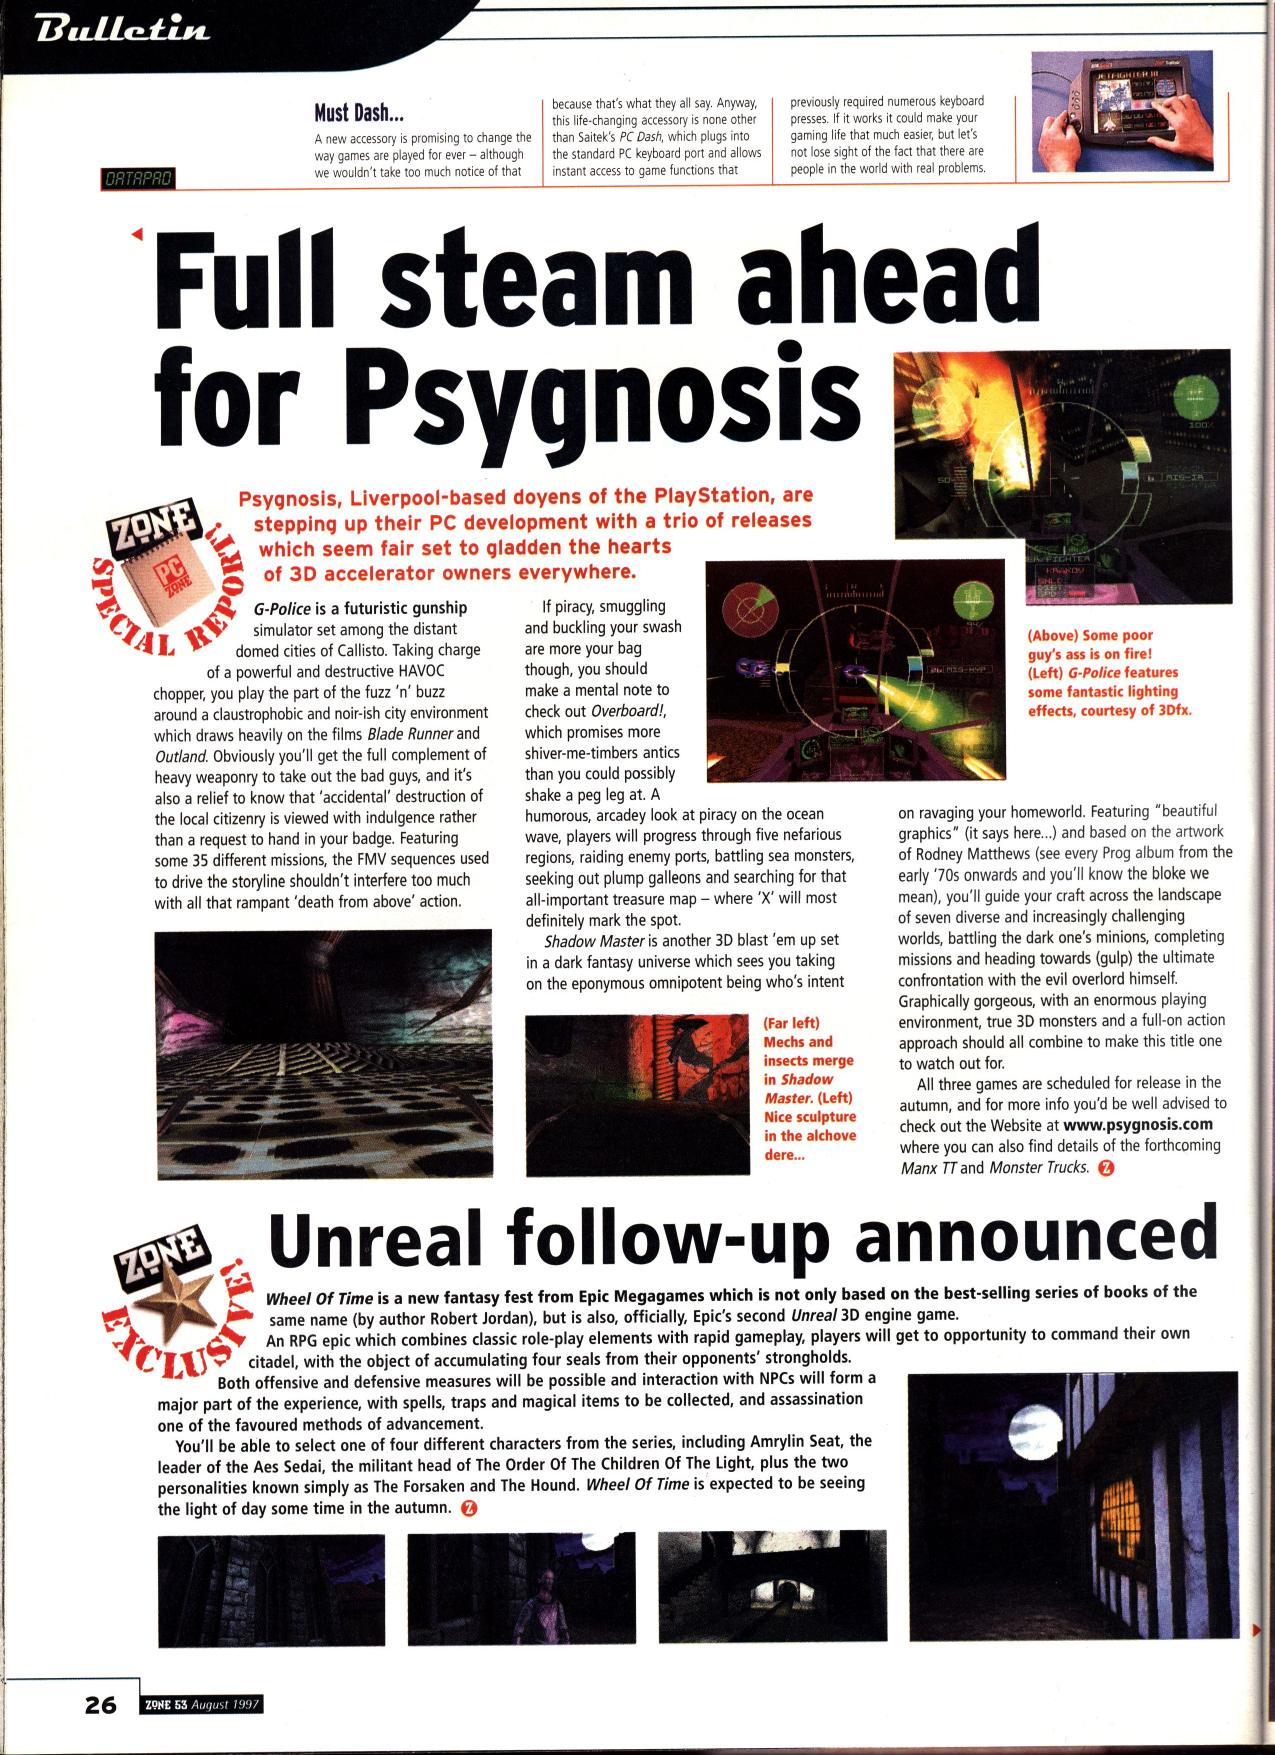 Bulletin
Must Dash...
A new accessory is promising to change the
way games are played for ever – although
we wouldn't take too much notice of that
because that's what they all say. Anyway,
this life-changing accessory is none other
than Saitek's PC Dash, which plugs into
the standard PC keyboard port and allows
instant access to game functions that
previously required numerous keyboard
presses. If it works it could make your
gaming life that much easier, but let's
not lose sight of the fact that there are
people in the world with real problems.
JETFIGHTER III
DATAPAD
Full steam ahead
for Psygnosis
ZONE
PC
ZONE
SPECIAL REPORT!
Psygnosis, Liverpool-based doyens of the PlayStation, are
stepping up their PC development with a trio of releases
which seem fair set to gladden the hearts
of 3D accelerator owners everywhere.
G-Police is a futuristic gunship
simulator set among the distant
domed cities of Callisto. Taking charge
of a powerful and destructive HAVOC
chopper, you play the part of the fuzz 'n' buzz
around a claustrophobic and noir-ish city environment
which draws heavily on the films Blade Runner and
Outland. Obviously you'll get the full complement of
heavy weaponry to take out the bad guys, and it's
also a relief to know that 'accidental' destruction of
the local citizenry is viewed with indulgence rather
than a request to hand in your badge. Featuring
some 35 different missions, the FMV sequences used
to drive the storyline shouldn't interfere too much
with all that rampant 'death from above' action.
If piracy, smuggling
and buckling your swash
are more your bag
though, you should
make a mental note to
check out Overboard!,
which promises more
shiver-me-timbers antics
than you could possibly
shake a peg leg at. A
humorous, arcadey look at piracy on the ocean
wave, players will progress through five nefarious
regions, raiding enemy ports, battling sea monsters,
seeking out plump galleons and searching for that
all-important treasure map – where 'X' will most
definitely mark the spot.
Shadow Master is another 3D blast 'em up set
in a dark fantasy universe which sees you taking
on the eponymous omnipotent being who's intent
100%
50
MIS-IA
KRAKOV
MIS-HYP
(Above) Some poor
guy's ass is on fire!
(Left) G-Police features
some fantastic lighting
effects, courtesy of 3Dfx.
on ravaging your homeworld. Featuring "beautiful
graphics" (it says here...) and based on the artwork
of Rodney Matthews (see every Prog album from the
early '70s onwards and you'll know the bloke we
mean), you'll guide your craft across the landscape
of seven diverse and increasingly challenging
worlds, battling the dark one's minions, completing
missions and heading towards (gulp) the ultimate
confrontation with the evil overlord himself.
Graphically gorgeous, with an enormous playing
environment, true 3D monsters and a full-on action
approach should all combine to make this title one
to watch out for.
All three games are scheduled for release in the
autumn, and for more info you'd be well advised to
check out the Website at www.psygnosis.com
where you can also find details of the forthcoming
Manx TT and Monster Trucks. Z
(Far left)
Mechs and
insects merge
in Shadow
Master. (Left)
Nice sculpture
in the alchove
dere...
ZONE
EXCLUSIVE!
Unreal follow-up announced
Wheel Of Time is a new fantasy fest from Epic Megagames which is not only based on the best-selling series of books of the
same name (by author Robert Jordan), but is also, officially, Epic's second Unreal 3D engine game.
An RPG epic which combines classic role-play elements with rapid gameplay, players will get to opportunity to command their own
citadel, with the object of accumulating four seals from their opponents' strongholds.
Both offensive and defensive measures will be possible and interaction with NPCs will form a
major part of the experience, with spells, traps and magical items to be collected, and assassination
one of the favoured methods of advancement.
You'll be able to select one of four different characters from the series, including Amrylin Seat, the
leader of the Aes Sedai, the militant head of The Order Of The Children Of The Light, plus the two
personalities known simply as The Forsaken and The Hound. Wheel Of Time is expected to be seeing
the light of day some time in the autumn. Z
26
ZONE 53 August 1997